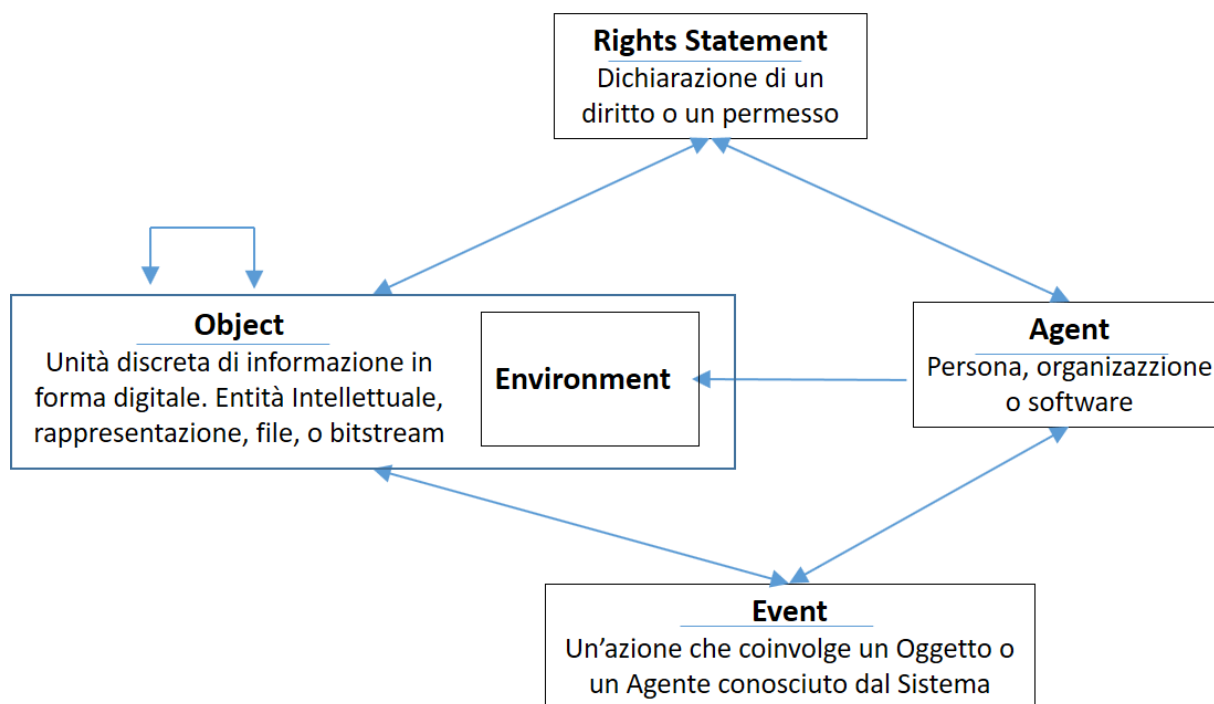 Rights Statement
Dichiarazione di un
diritto o un permesso
Object
Unità discreta di informazione in
forma digitale. Entità Intellettuale,
rappresentazione, file, o bitstream
Environment
Agent
Persona, organizazzione
o software
Event
Un’azione che coinvolge un Oggetto o
un Agente conosciuto dal Sistema